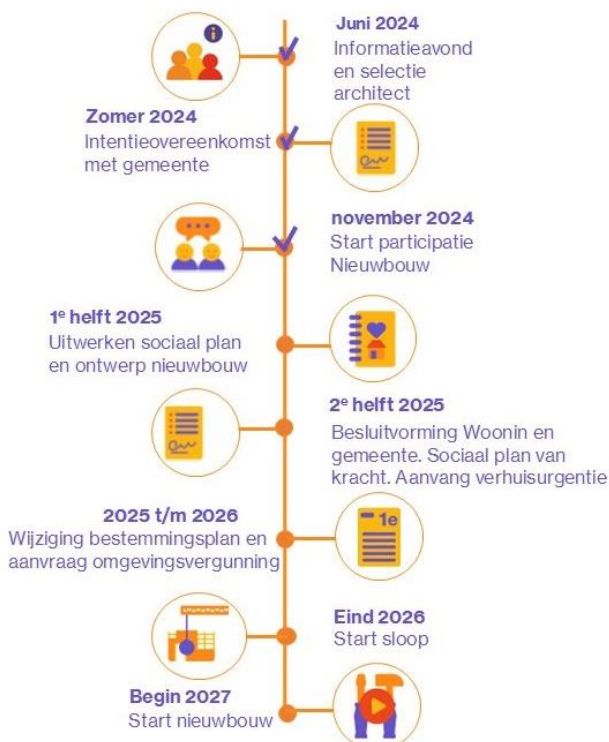 Juni 2024
Informatieavond
en selectie
architect
Zomer 2024
Intentieovereenkomst
met gemeente
november 2024
Start participatie
Nieuwbouw
1e helft 2025
Uitwerken sociaal plan
en ontwerp nieuwbouw
2e helft 2025
Besluitvorming Woonin en
gemeente. Sociaal plan van
kracht. Aanvang verhuisurgentie
2025 t/m 2026
Wijziging bestemmingsplan en
aanvraag omgevingsvergunning
1e
Eind 2026
Start sloop
Begin 2027
Start nieuwbouw